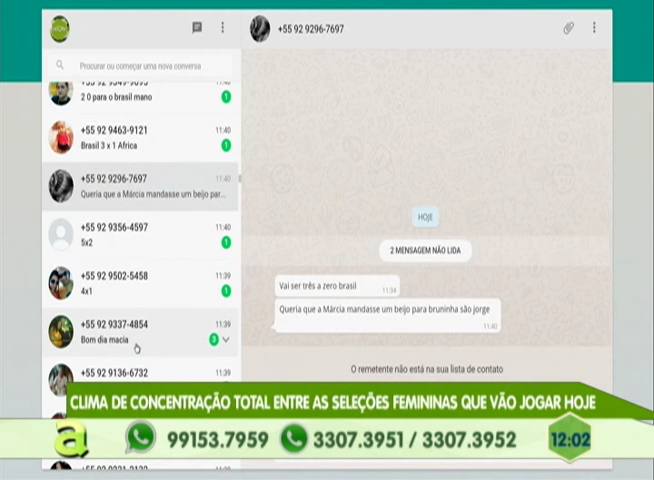 +55 92 9296-7697
Procurar ou começar uma nova conversa
11:40
2 0 para o brasil mano
1
+55 92 9463-9121
11:40
Brasil 3 x 1 Africa
1
+55 92 9296-7697
11:40
Queria que a Márcia mandasse um beijo par...
+55 92 9356-4597
11:40
5x2
1
+55 92 9502-5458
11:39
4x1
1
+55 92 9337-4854
11:39
Bom dia macia
3
+55 92 9136-6732
11:39
HOJE
2 MENSAGEM NÃO LIDA
Vai ser três a zero brasil
11:34
Queria que a Márcia mandasse um beijo para bruninha são jorge
11:40
O remetente não está na sua lista de contato
CLIMA DE CONCENTRAÇÃO TOTAL ENTRE AS SELEÇÕES FEMININAS QUE VÃO JOGAR HOJE
a
99153.7959
3307.3951 / 3307.3952
12:02